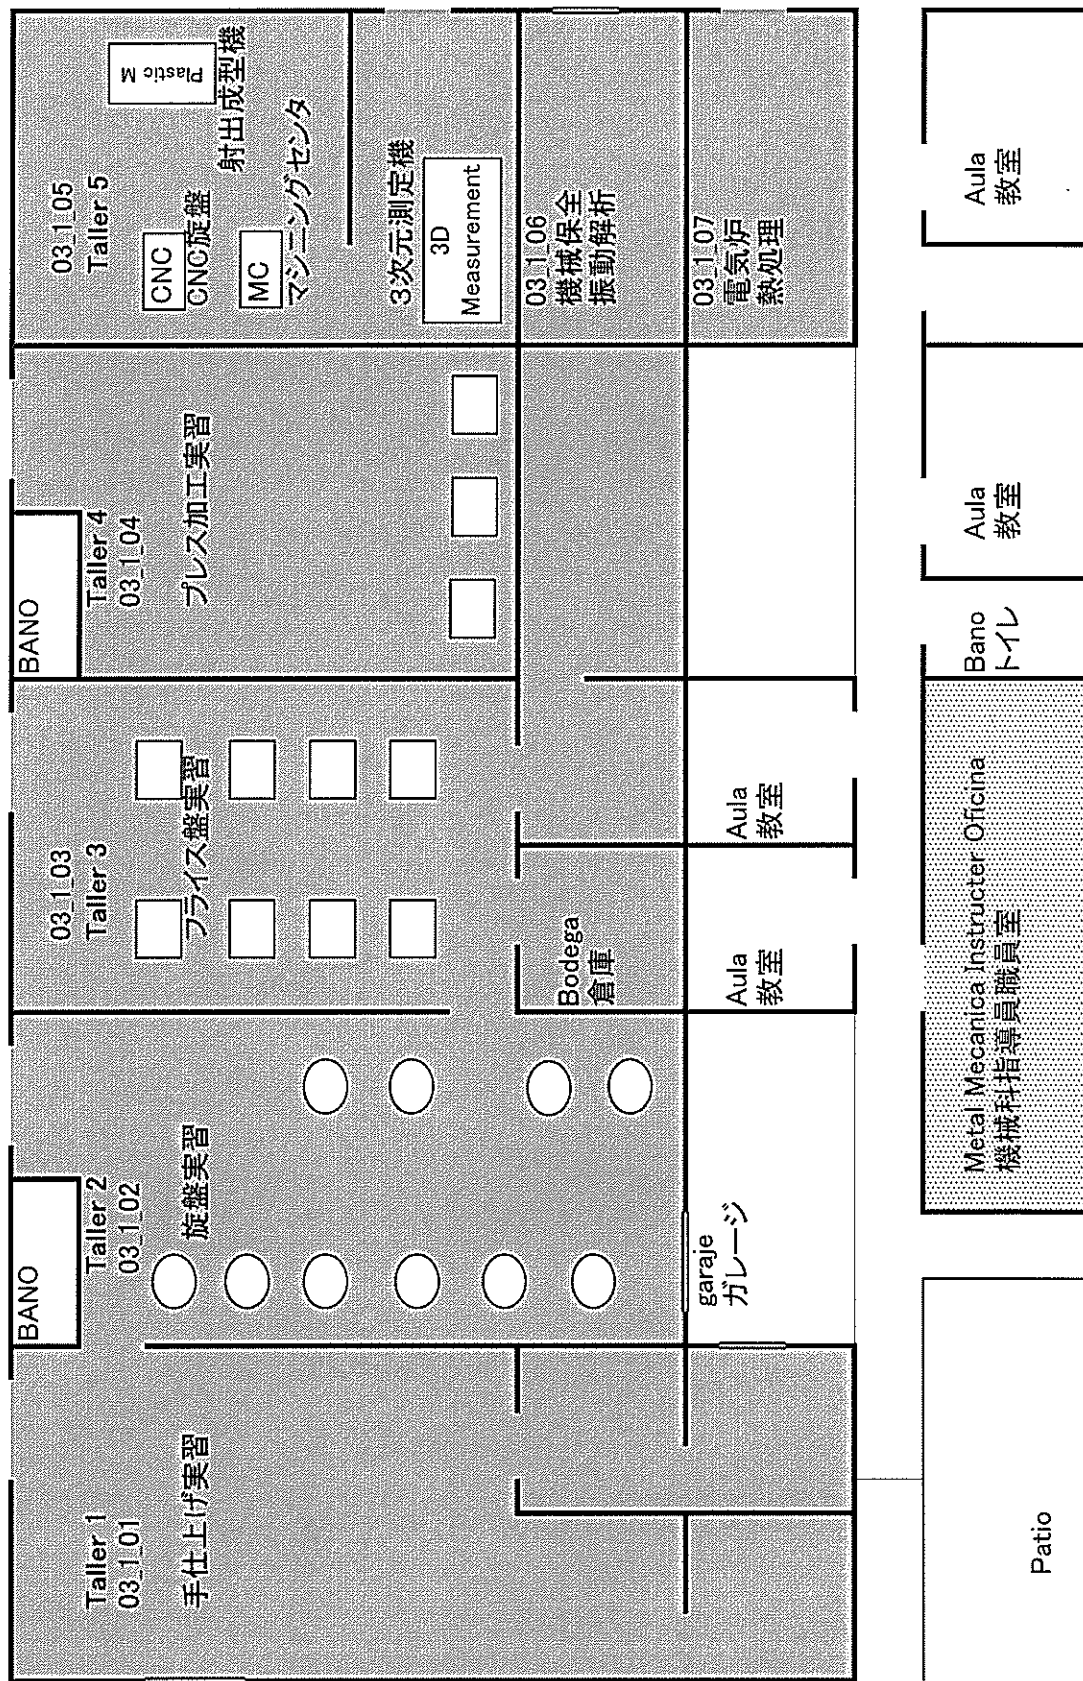 Taller 1
03_1_01
手仕上げ実習
BANO
Taller 2
03_1_02
旋盤実習
03_1_03
Taller 3
フライス盤実習
BANO
Taller 4
03_1_04
プレス加工実習
03_1_05
Taller 5
Plastic M
射出成型機
CNC
CNC旋盤
MC
マシニングセンタ
3次元測定機
3D
Measurement
03_1_06
機械保全
振動解析
03_1_07
電気炉
熱処理
Bodega
倉庫
garaje
ガレージ
Aula
教室
Aula
教室
Patio
Metal Mecanica Instructer Oficina
機械科指導員職員室
Bano
トイレ
Aula
教室
Aula
教室